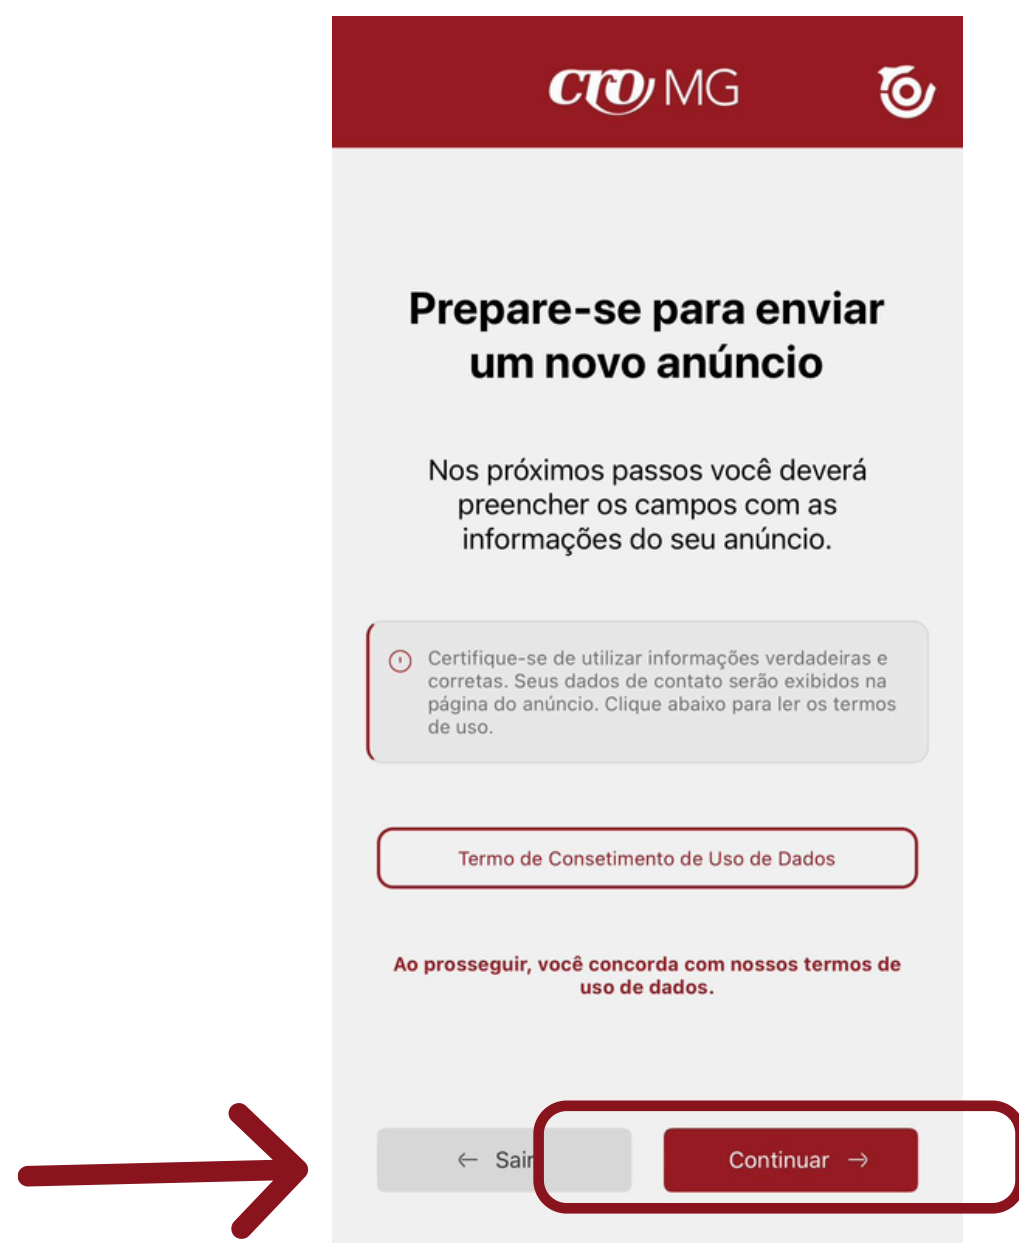 cro MG
Prepare-se para enviar
um novo anúncio
Nos próximos passos você deverá
preencher os campos com as
informações do seu anúncio.
Certifique-se de utilizar informações verdadeiras e
corretas. Seus dados de contato serão exibidos na
página do anúncio. Clique abaixo para ler os termos
de uso.
Termo de Consetimento de Uso de Dados
Ao prosseguir, você concorda com nossos termos de
uso de dados.
← Sair
Continuar →